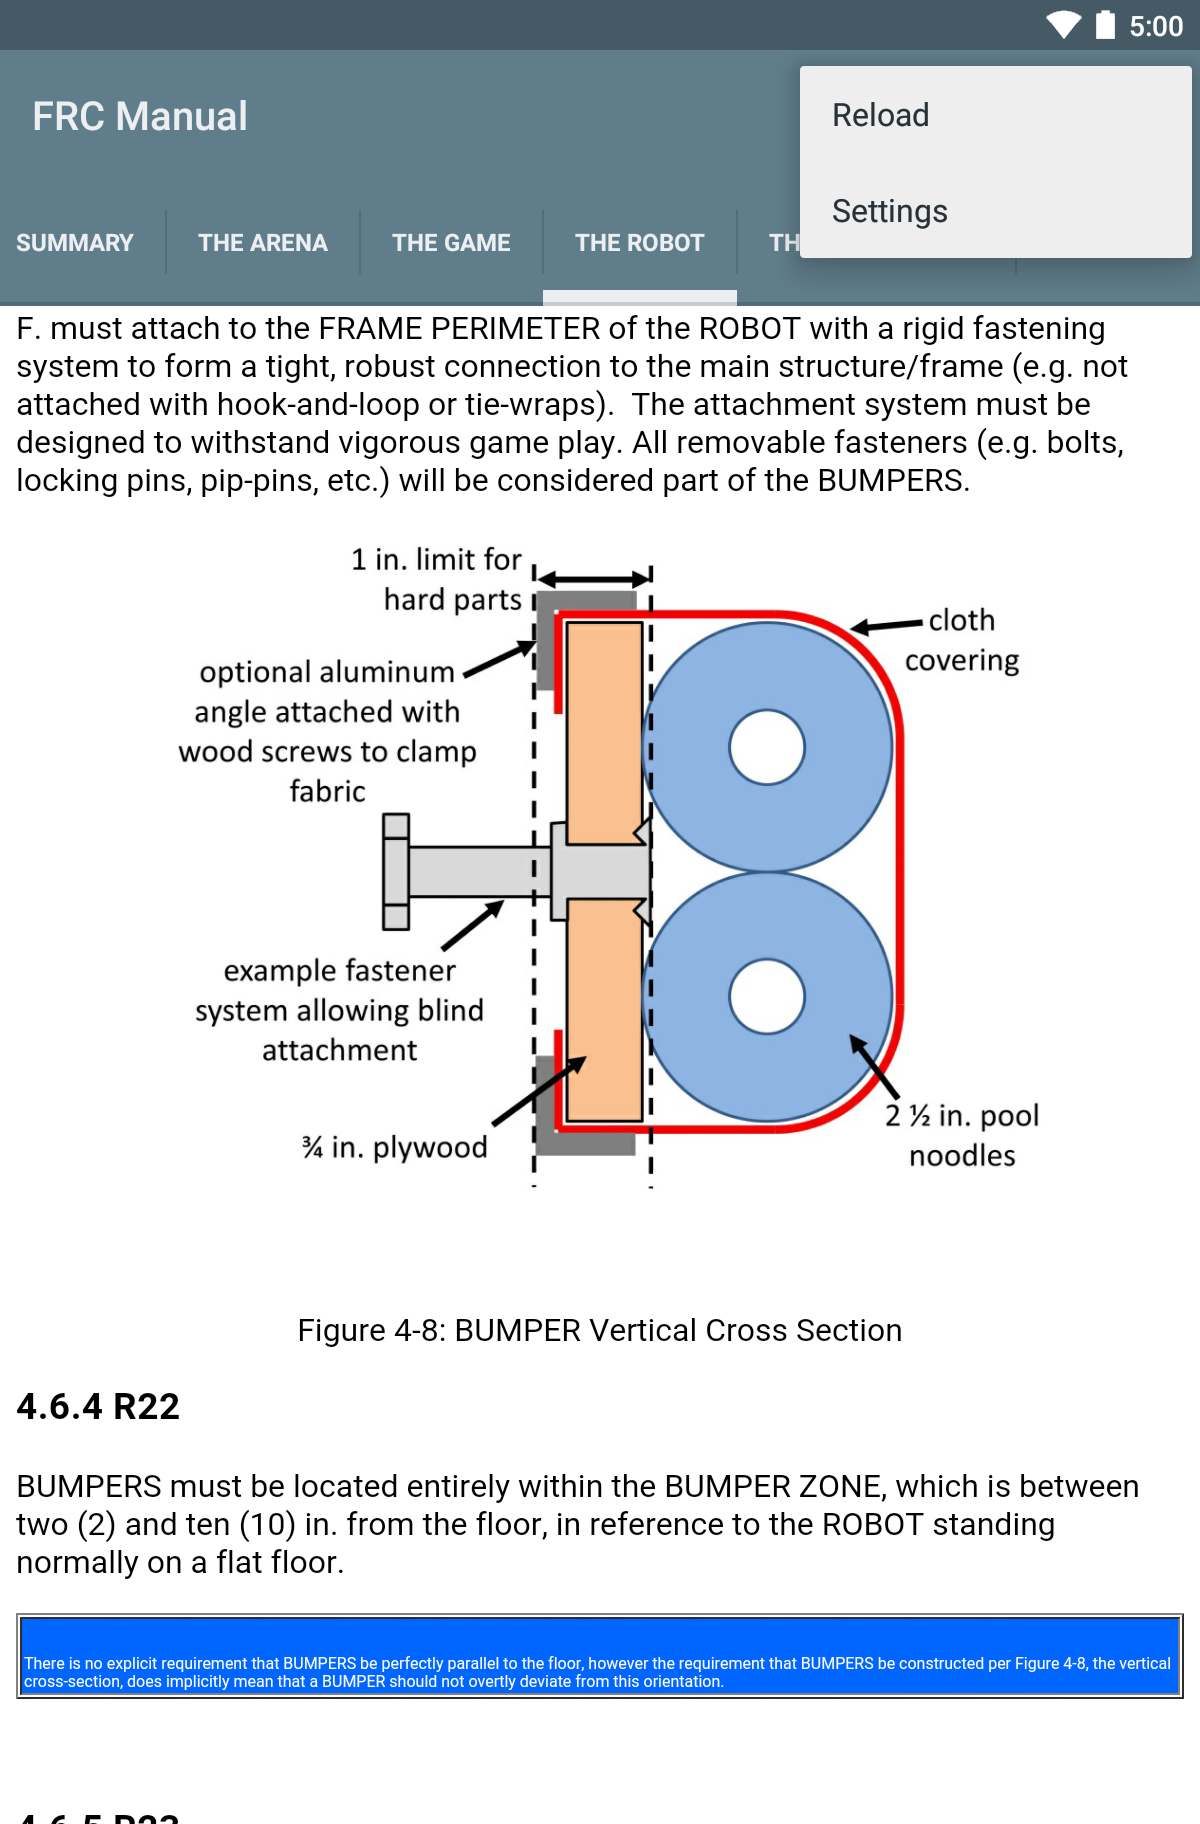 5:00
FRC Manual
Reload
Settings
SUMMARY
THE ARENA
THE GAME
THE ROBOT
TH
F. must attach to the FRAME PERIMETER of the ROBOT with a rigid fastening
system to form a tight, robust connection to the main structure/frame (e.g. not
attached with hook-and-loop or tie-wraps).  The attachment system must be
designed to withstand vigorous game play. All removable fasteners (e.g. bolts,
locking pins, pip-pins, etc.) will be considered part of the BUMPERS.
1 in. limit for
hard parts
cloth
covering
optional aluminum
angle attached with
wood screws to clamp
fabric
example fastener
system allowing blind
attachment
¾ in. plywood
2 ½ in. pool
noodles
Figure 4-8: BUMPER Vertical Cross Section
4.6.4 R22
BUMPERS must be located entirely within the BUMPER ZONE, which is between
two (2) and ten (10) in. from the floor, in reference to the ROBOT standing
normally on a flat floor.
There is no explicit requirement that BUMPERS be perfectly parallel to the floor, however the requirement that BUMPERS be constructed per Figure 4-8, the vertical
cross-section, does implicitly mean that a BUMPER should not overtly deviate from this orientation.
4.6.5 R23